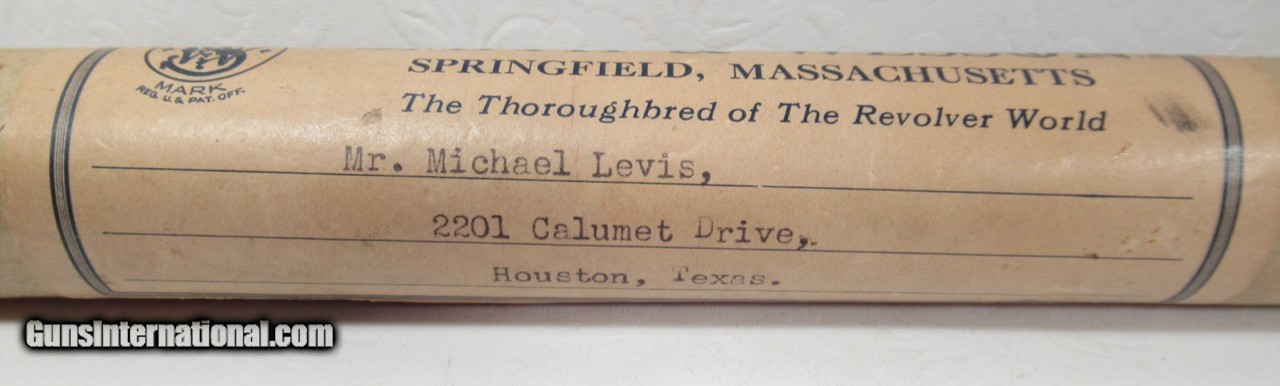 SPRINGFIELD, MASSACHUSETTS
MARK
REG. U.S. PAT. OFF.
The Thoroughbred of The Revolver World
Mr. Michael Levis,
2201 Calumet Drive,.
Houston, Texas.
GunsInternational.com